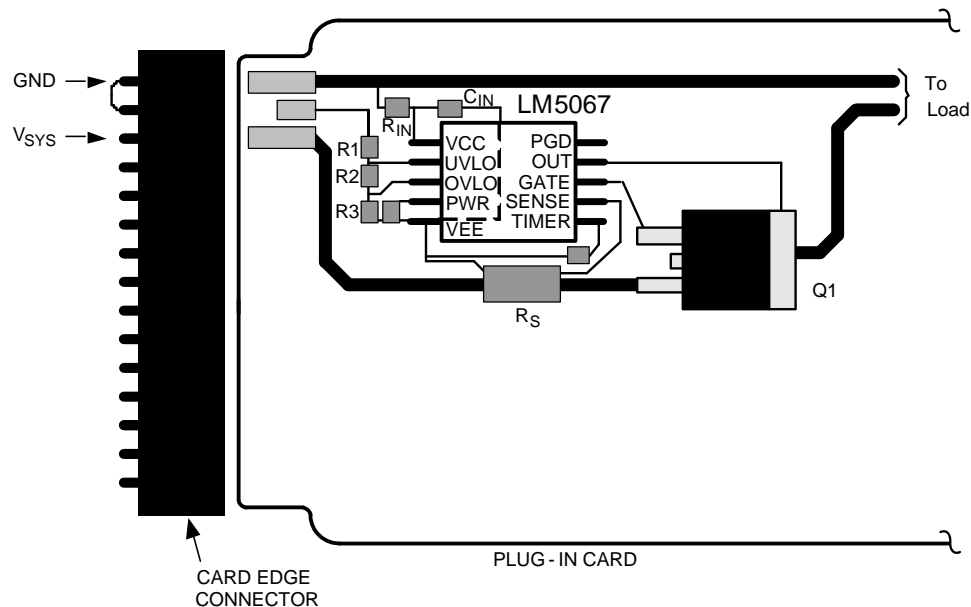 GND
VSYS
To
Load
CIN
LM5067
RIN
R1
R2
R3
VCC
UVLO
OVLO
PWR
VEE
PGD
OUT
GATE
SENSE
TIMER
RS
Q1
PLUG - IN CARD
CARD EDGE
CONNECTOR